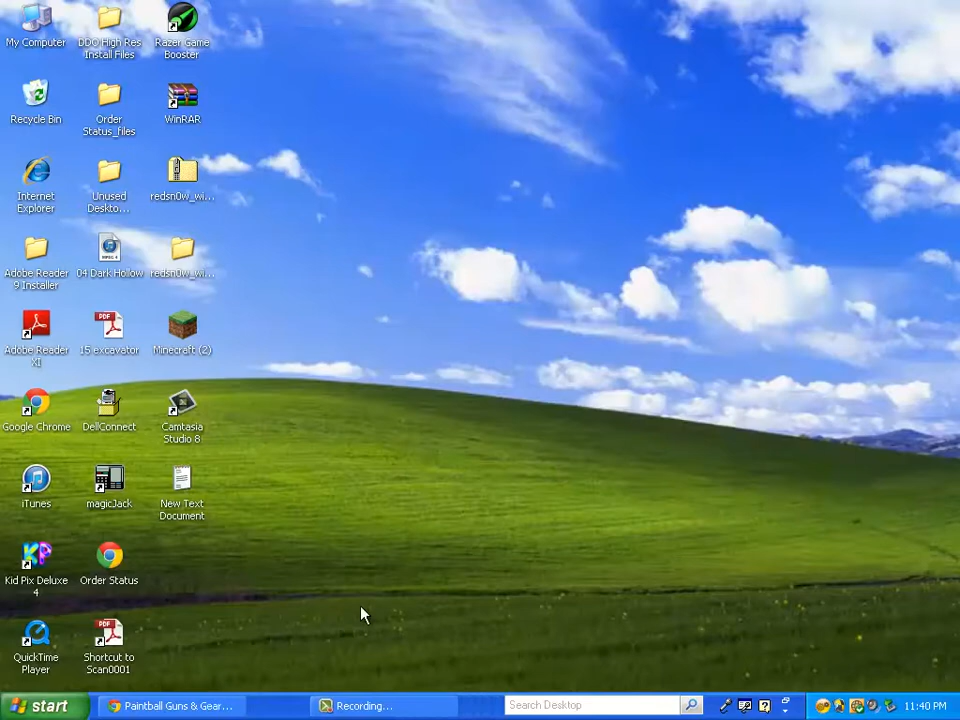 My Computer
DDO High Res
Install Files
Razer Game
Booster
Recycle Bin
Order
Status_files
WinRAR
Internet
Explorer
Unused
Deskto...
redsn0w_wi...
Adobe Reader
9 Installer
04 Dark Hollow
redsn0w_wi...
Adobe Reader
XI
15 excavator
Minecraft (2)
Google Chrome
DellConnect
Camtasia
Studio 8
iTunes
magicJack
New Text
Document
Kid Pix Deluxe
4
Order Status
QuickTime
Player
Shortcut to
Scan0001
start
Paintball Guns & Gear...
Recording...
Search Desktop
11:40 PM